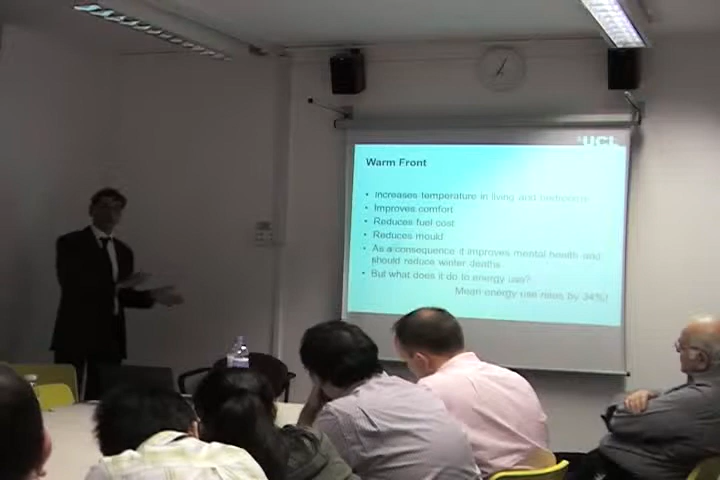 UCL
Warm Front
• Increases temperature in living and bedrooms
• Improves comfort
• Reduces fuel cost
• Reduces mould
• As a consequence it improves mental health and
should reduce winter deaths
• But what does it do to energy use?
Mean energy use rises by 34%!